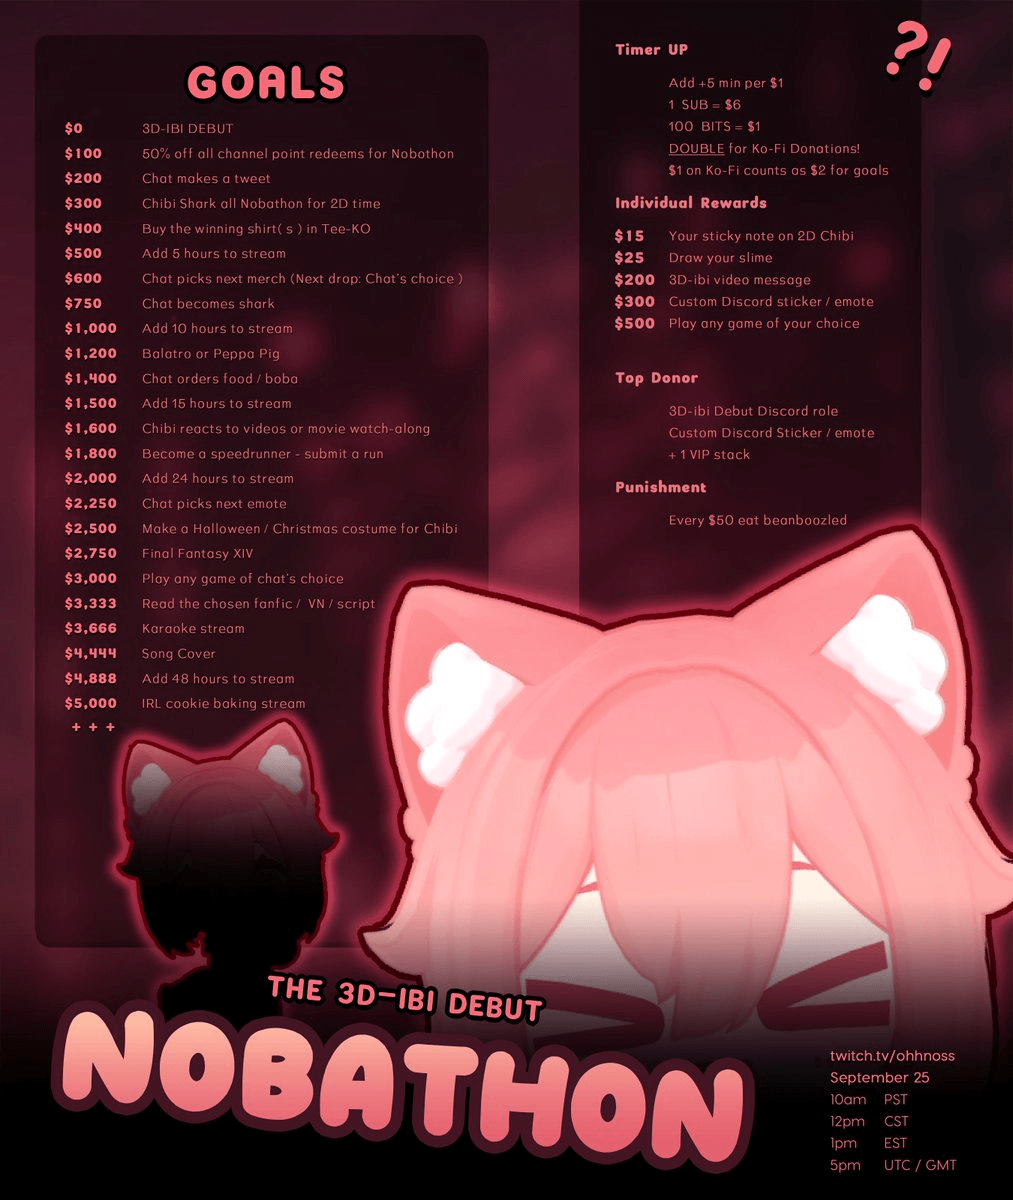 GOALS
$0 3D-IBI DEBUT
$100 50% off all channel point redeems for Nobothon
$200 Chat makes a tweet
$300 Chibi Shark all Nobathon for 2D time
$400 Buy the winning shirt( s ) in Tee-KO
$500 Add 5 hours to stream
$600 Chat picks next merch (Next drop: Chat's choice )
$750 Chat becomes shark
$1,000 Add 10 hours to stream
$1,200 Balatro or Peppa Pig
$1,400 Chat orders food / boba
$1,500 Add 15 hours to stream
$1,600 Chibi reacts to videos or movie watch-along
$1,800 Become a speedrunner - submit a run
$2,000 Add 24 hours to stream
$2,250 Chat picks next emote
$2,500 Make a Halloween / Christmas costume for Chibi
$2,750 Final Fantasy XIV
$3,000 Play any game of chat's choice
$3,333 Read the chosen fanfic / VN / script
$3,666 Karaoke stream
$4,444 Song Cover
$4,888 Add 48 hours to stream
$5,000 IRL cookie baking stream
+ + +
?!
Timer UP
Add +5 min per $1
1 SUB = $6
100 BITS = $1
DOUBLE for Ko-Fi Donations!
$1 on Ko-Fi counts as $2 for goals
Individual Rewards
$15 Your sticky note on 2D Chibi
$25 Draw your slime
$200 3D-ibi video message
$300 Custom Discord sticker / emote
$500 Play any game of your choice
Top Donor
3D-ibi Debut Discord role
Custom Discord Sticker / emote
+ 1 VIP stack
Punishment
Every $50 eat beanboozled
THE 3D-IBI DEBUT
NOBATHON
twitch.tv/ohhnoss
September 25
10am PST
12pm CST
1pm EST
5pm UTC / GMT